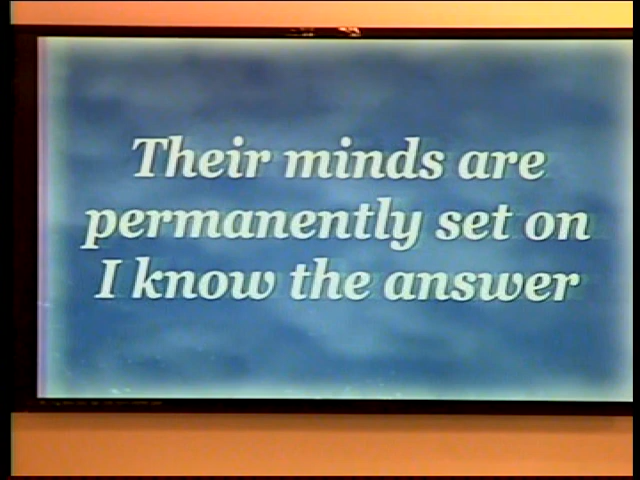 Their minds are
permanently set on
I know the answer